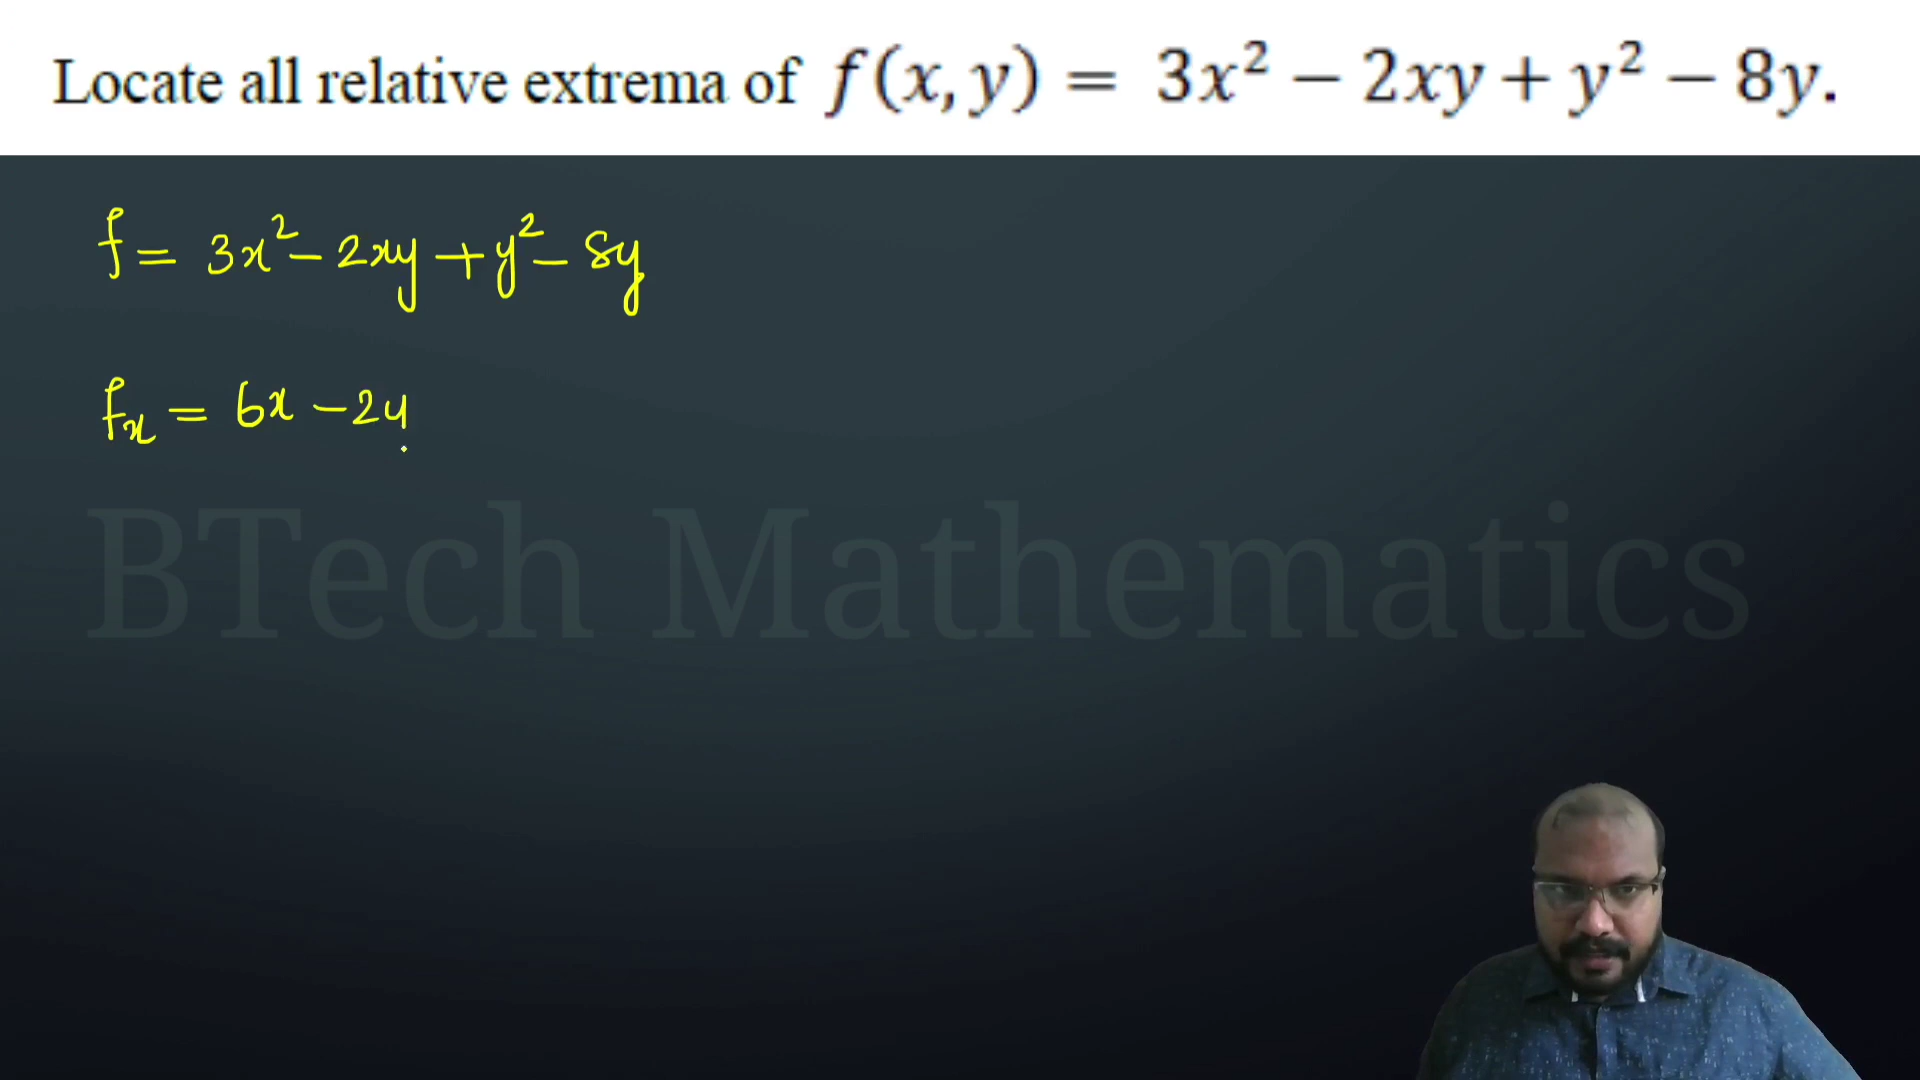 Locate all relative extrema of f(x, y) = 3x² − 2xy + y² − 8y.
f = 3x² − 2xy + y² − 8y
fₓ = 6x − 2y
BTech Mathematics